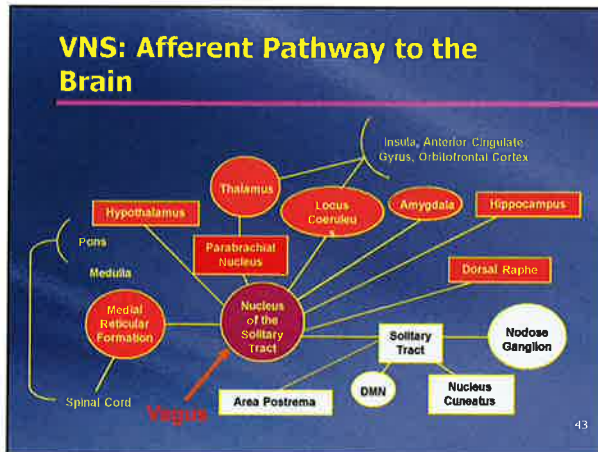 VNS: Afferent Pathway to the
Brain
Insula, Anterior Cingulate
Gyrus, Orbitofrontal Cortex
Thalamus
Locus
Coeruleu
s
Amygdala
Hippocampus
Hypothalamus
Pons
Parabrachial
Nucleus
Medulla
Dorsal Raphe
Medial
Reticular
Formation
Nucleus
of the
Solitary
Tract
Solitary
Tract
Nodose
Ganglion
DMN
Nucleus
Cuneatus
Area Postrema
Spinal Cord
Vagus
43